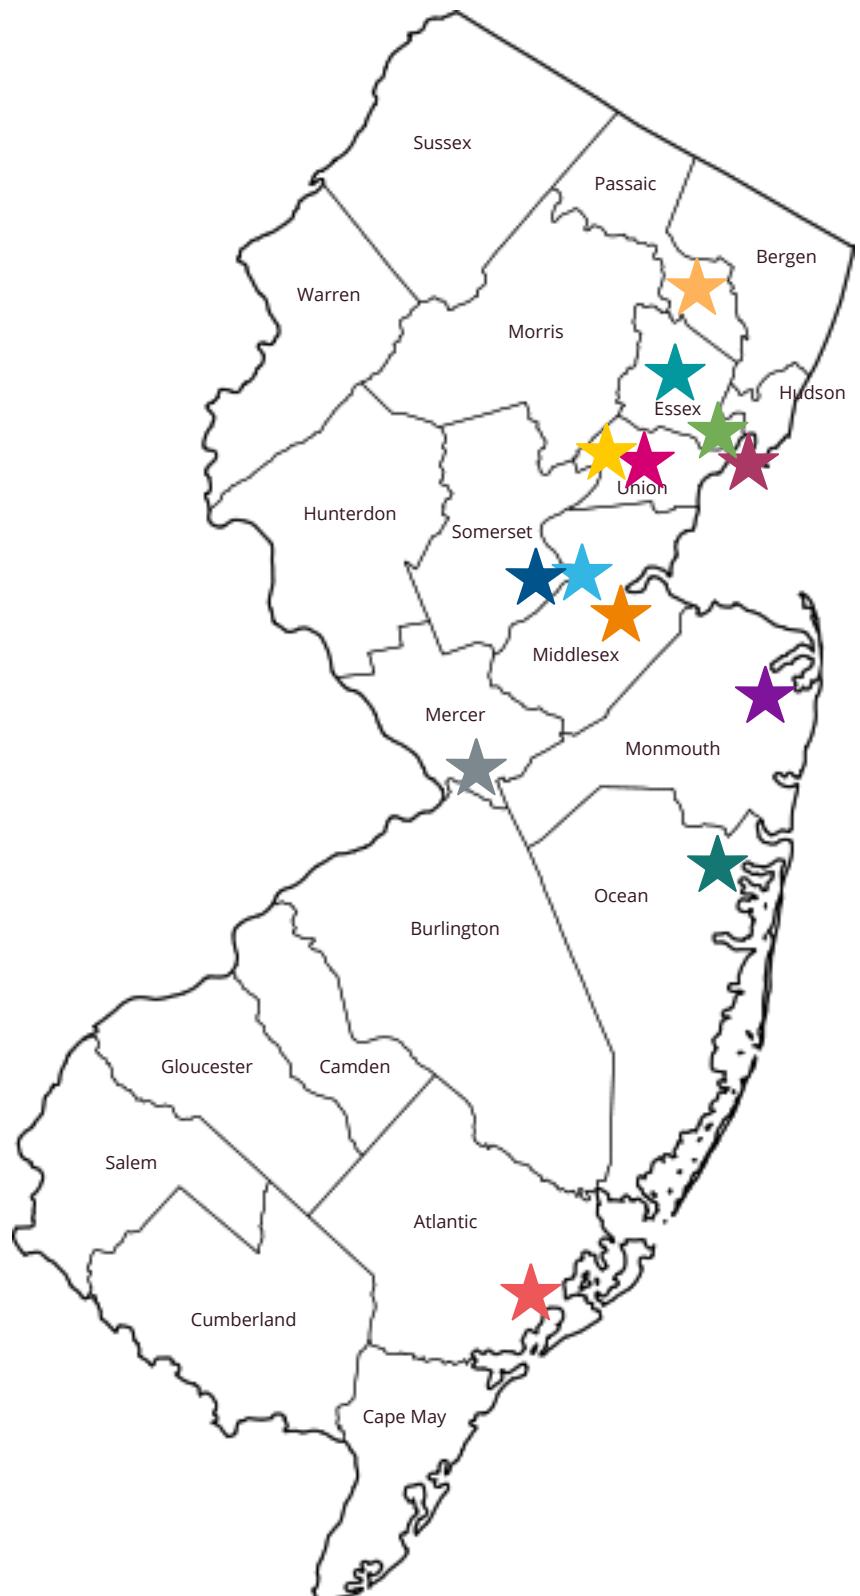 Sussex
Passaic
Bergen
Warren
Morris
Hudson
Essex
Union
Hunterdon
Somerset
Middlesex
Mercer
Monmouth
Ocean
Burlington
Gloucester
Camden
Salem
Atlantic
Cumberland
Cape May